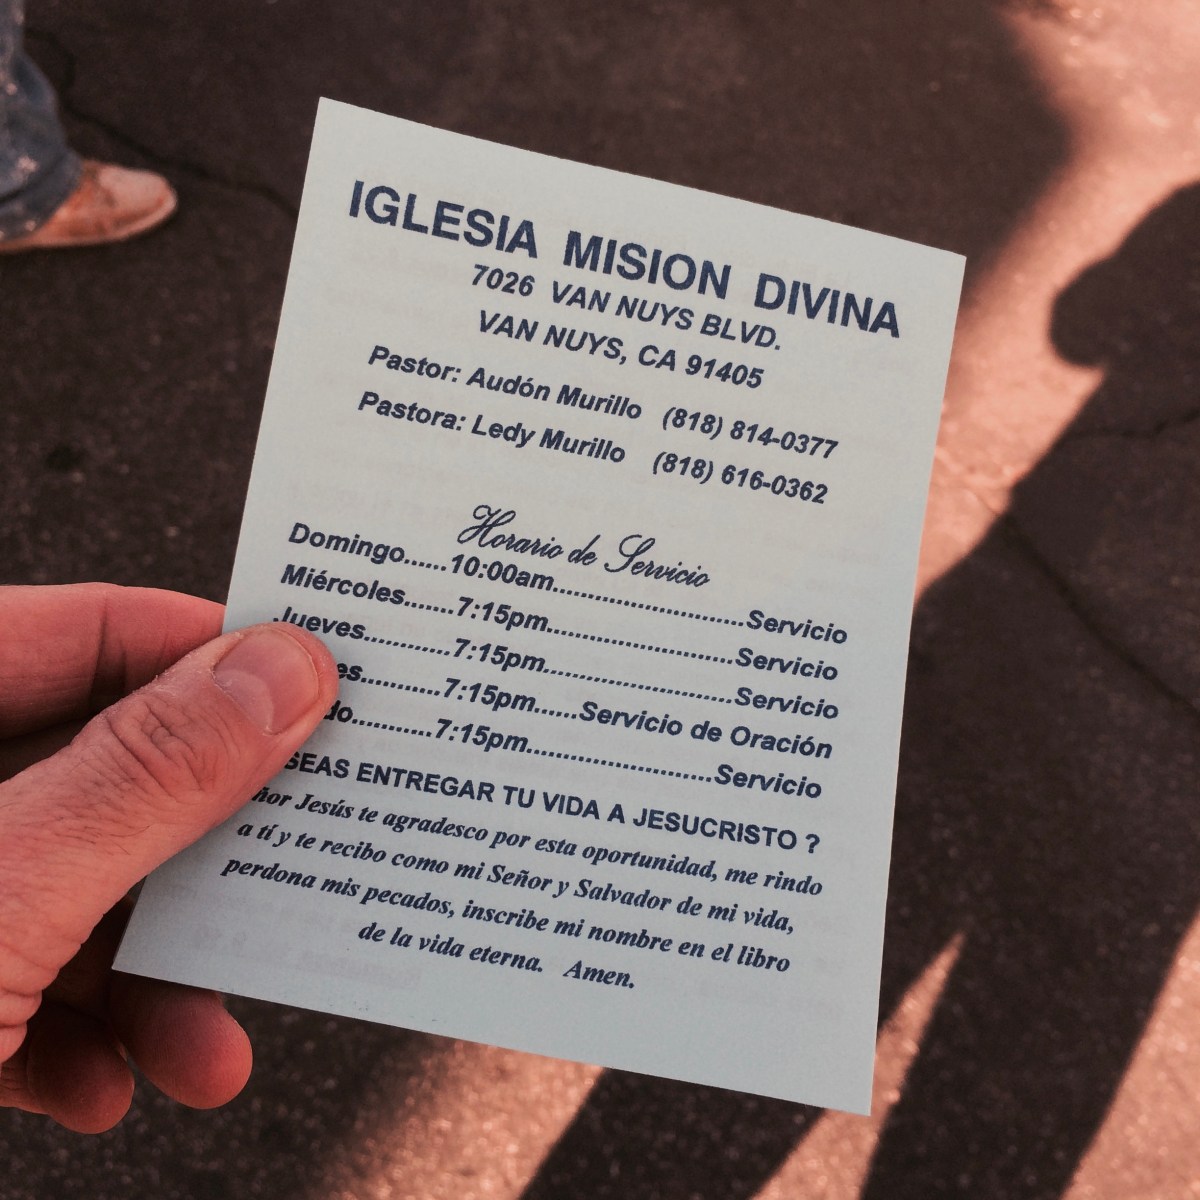 IGLESIA MISION DIVINA
7026 VAN NUYS BLVD.
VAN NUYS, CA 91405
Pastor: Audón Murillo (818) 814-0377
Pastora: Ledy Murillo (818) 616-0362
Horario de Servicio
Domingo......10:00am...........................Servicio
Miércoles.......7:15pm..........................Servicio
Jueves............7:15pm..........................Servicio
es...........7:15pm......Servicio de Oración
do...........7:15pm..........................Servicio
SEAS ENTREGAR TU VIDA A JESUCRISTO ?
ñor Jesús te agradesco por esta oportunidad, me rindo
a tí y te recibo como mi Señor y Salvador de mi vida,
perdona mis pecados, inscribe mi nombre en el libro
de la vida eterna. Amen.